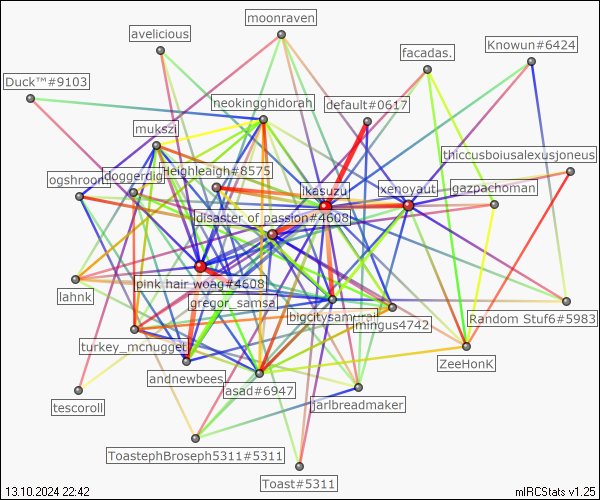 moonraven
avelicious
Knowun#6424
facadas.
Duck™#9103
neokingghidorah
default#0617
mukszi
thiccusboiusalexusjoneus
Heighleaigh#8575
ogshroom
doggerdig
likasuzu
xenoyaut
gazpachoman
disaster of passion#4608
pink hair woag#4608
lahnk
gregor_samsa
bigcitysamurai
Random Stuf6#5983
mingus4742
turkey_mcnugget
ZeeHonK
andnewbees
asad#6947
tescoroll
jarlbreadmaker
ToastephBroseph5311#5311
Toast#5311
13.10.2024 22:42
mIRCStats v1.25